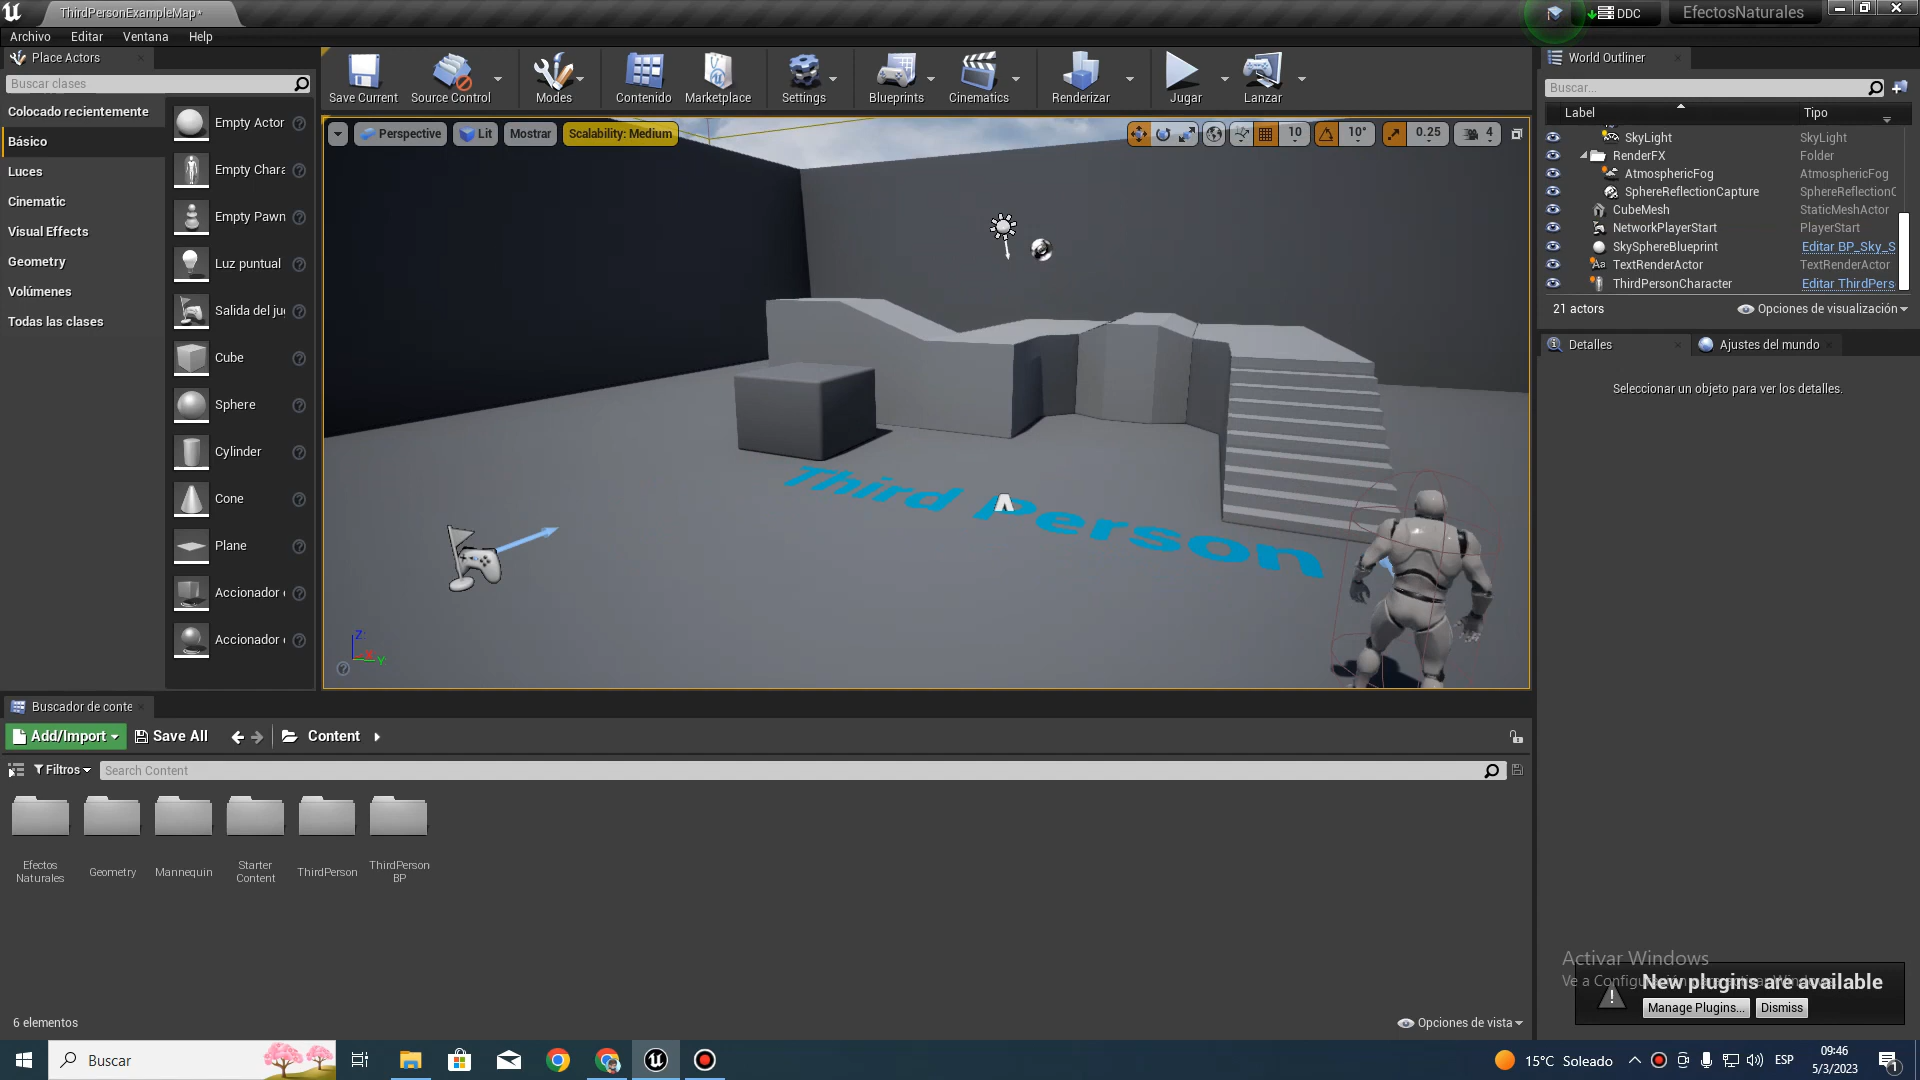 ThirdPersonExampleMap*
DDC
EfectosNaturales
Archivo
Editar
Ventana
Help
Place Actors
Buscar clases
Colocado recientemente
Básico
Luces
Cinematic
Visual Effects
Geometry
Volúmenes
Todas las clases
Empty Actor
Empty Chara
Empty Pawn
Luz puntual
Salida del ju
Cube
Sphere
Cylinder
Cone
Plane
Accionador
Accionador
Save Current
Source Control
Modes
Contenido
Marketplace
Settings
Blueprints
Cinematics
Renderizar
Jugar
Lanzar
Perspective
Lit
Mostrar
Scalability: Medium
10
10°
0.25
4
Third Person
Z
X
Y
World Outliner
Buscar...
Label
Tipo
SkyLight
SkyLight
RenderFX
Folder
AtmosphericFog
AtmosphericFog
SphereReflectionCapture
SphereReflectionC
CubeMesh
StaticMeshActor
NetworkPlayerStart
PlayerStart
SkySphereBlueprint
Editar BP_Sky_S
TextRenderActor
TextRenderActor
ThirdPersonCharacter
Editar ThirdPers
21 actors
Opciones de visualización
Detalles
Ajustes del mundo
Seleccionar un objeto para ver los detalles.
Buscador de conte
Add/Import
Save All
Content
Filtros
Search Content
Efectos
Naturales
Geometry
Mannequin
Starter
Content
ThirdPerson
ThirdPerson
BP
6 elementos
Opciones de vista
Activar Windows
Ve a Configuración para activar Windows.
New plugins are available
Manage Plugins...
Dismiss
Buscar
15°C Soleado
ESP
09:46
5/3/2023
1